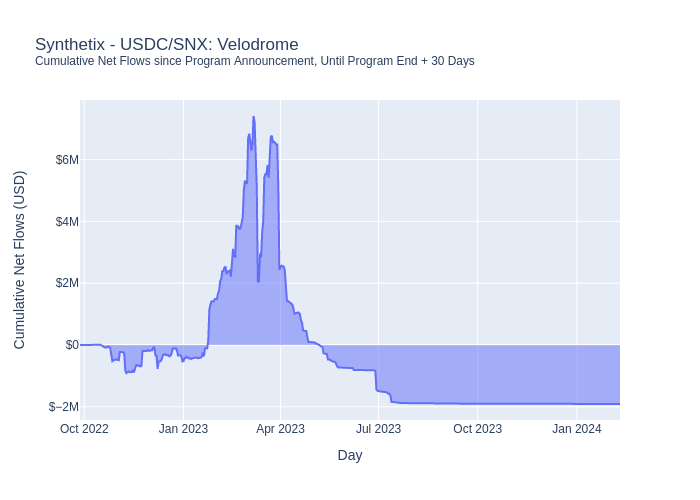 Synthetix - USDC/SNX: Velodrome
Cumulative Net Flows since Program Announcement, Until Program End + 30 Days
Cumulative Net Flows (USD)
$6M
$4M
$2M
$0
$−2M
Oct 2022
Jan 2023
Apr 2023
Jul 2023
Oct 2023
Jan 2024
Day